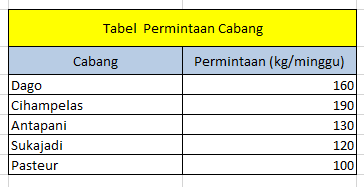 Tabel Permintaan Cabang
Cabang Permintaan (kg/minggu)
Dago 160
Cihampelas 190
Antapani 130
Sukajadi 120
Pasteur 100